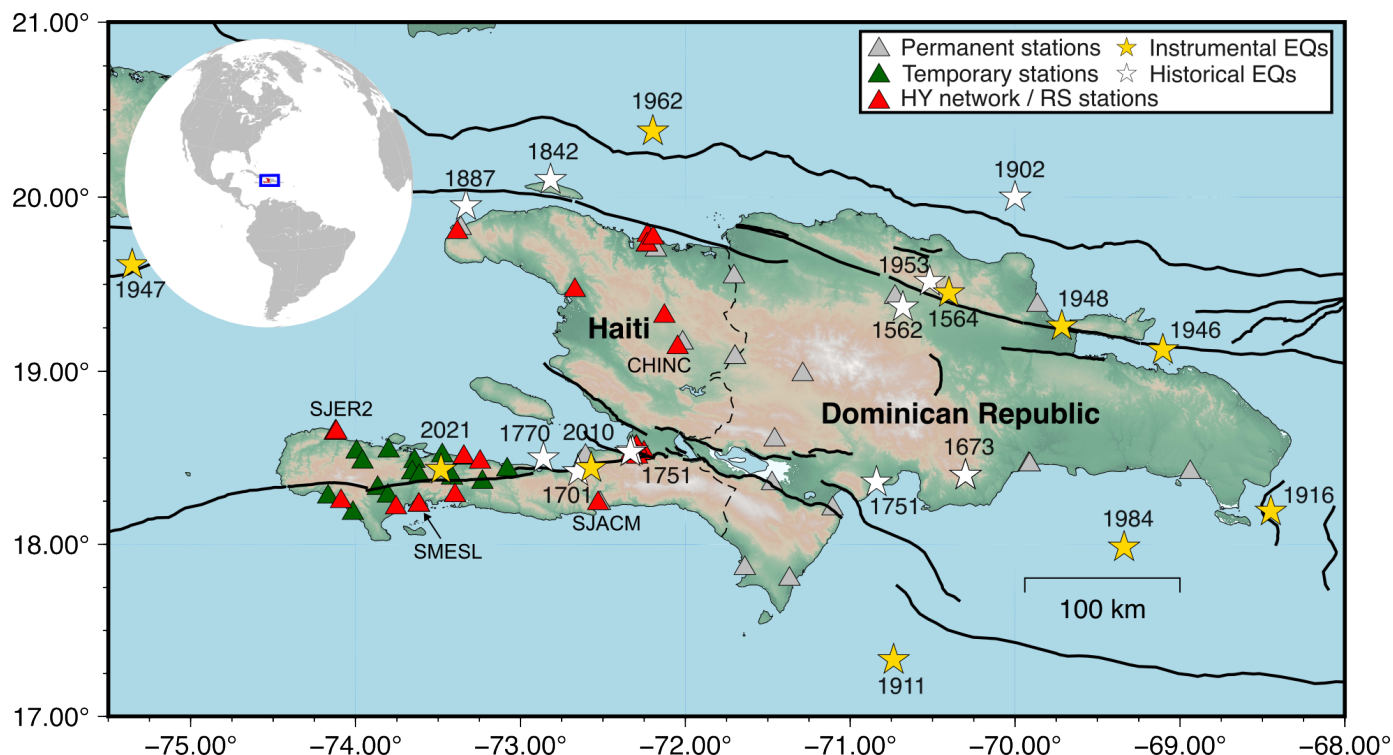 21.00°
Permanent stations
Instrumental EQs
Temporary stations
Historical EQs
HY network / RS stations
1962
1842
1902
20.00°
1887
1953
1947
1948
1562
1564
1946
Haiti
CHINC
19.00°
Dominican Republic
SJER2
2021
1770
2010
1673
1701
1751
1751
1916
SJACM
1984
SMESL
18.00°
100 km
1911
17.00°
−75.00°
−74.00°
−73.00°
−72.00°
−71.00°
−70.00°
−69.00°
−68.00°